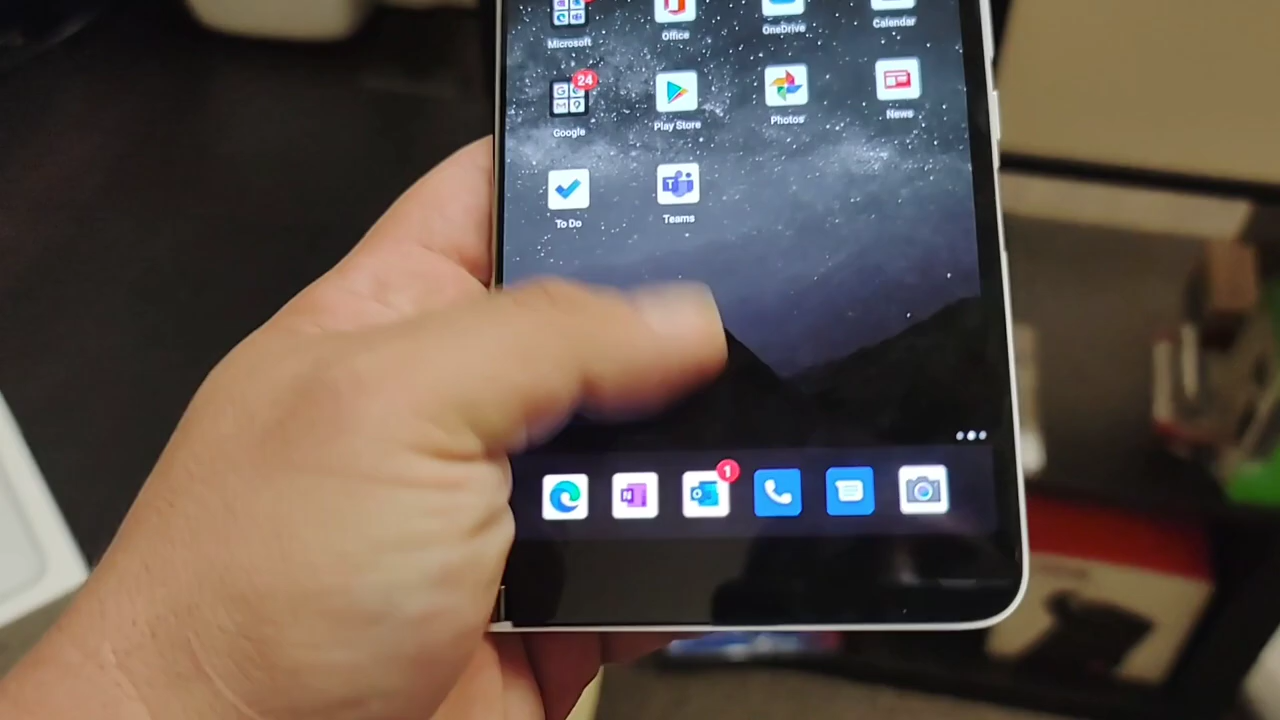 Microsoft
Office
OneDrive
Calendar
24
Google
Play Store
Photos
News
To Do
Teams
1